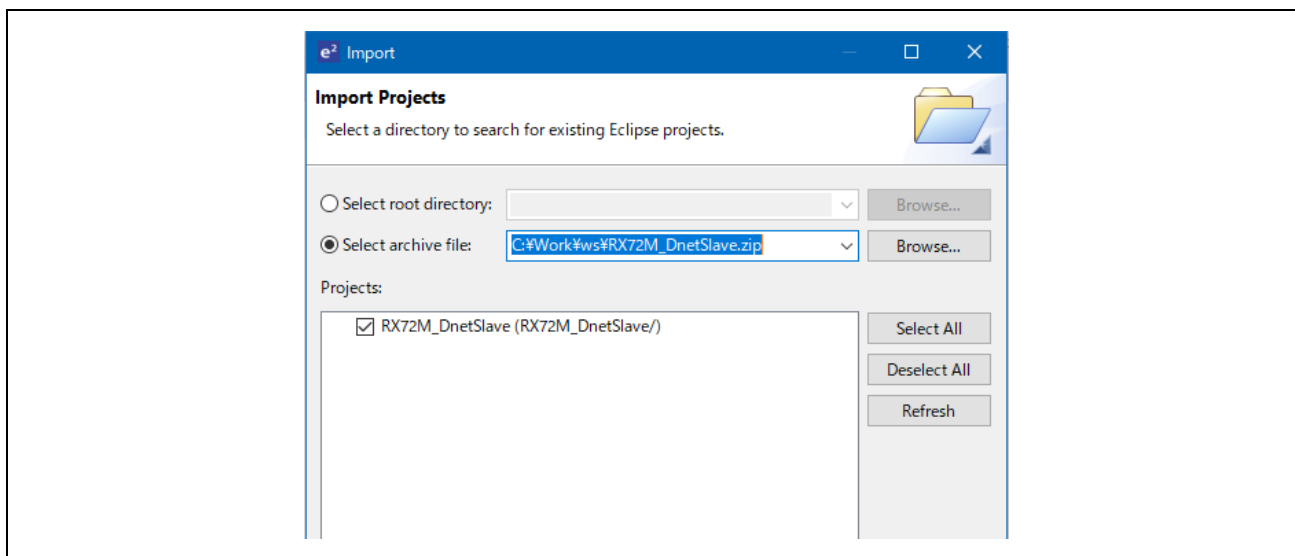 e² Import
Import Projects
Select a directory to search for existing Eclipse projects.
Select root directory: Browse...
Select archive file: C:¥Work¥ws¥RX72M_DnetSlave.zip Browse...
Projects:
RX72M_DnetSlave (RX72M_DnetSlave/) Select All
Deselect All
Refresh